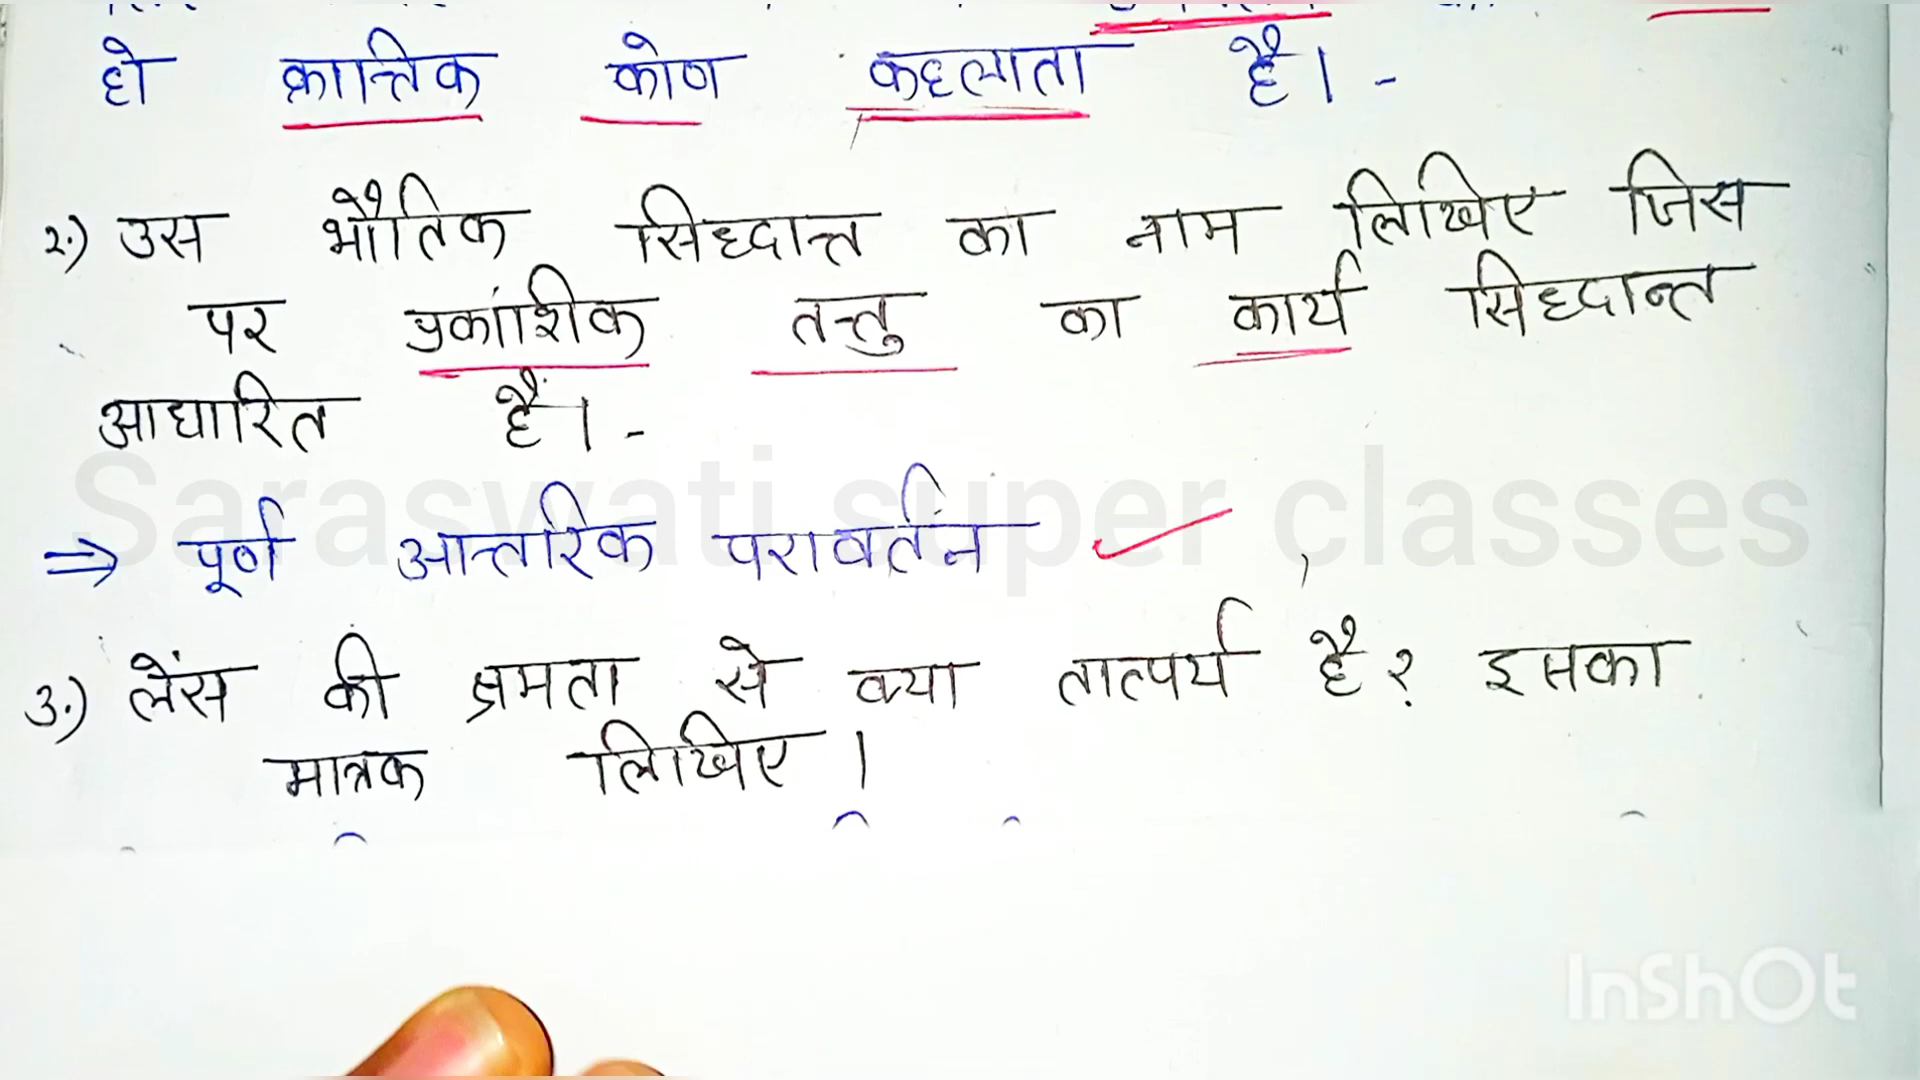 हो क्रान्तिक कोण कहलाता है। -
२.) उस भौतिक सिध्दान्त का नाम लिखिए जिस
पर प्रकांशिक तन्तु का कार्य सिध्दान्त
आधारित हैं। -
Saraswati super classes
⇒ पूर्ण आन्तरिक परावर्तन ✓
3.) लेंस की क्षमता से क्या तात्पर्य है? इसका
मात्रक लिखिए।
InShOt